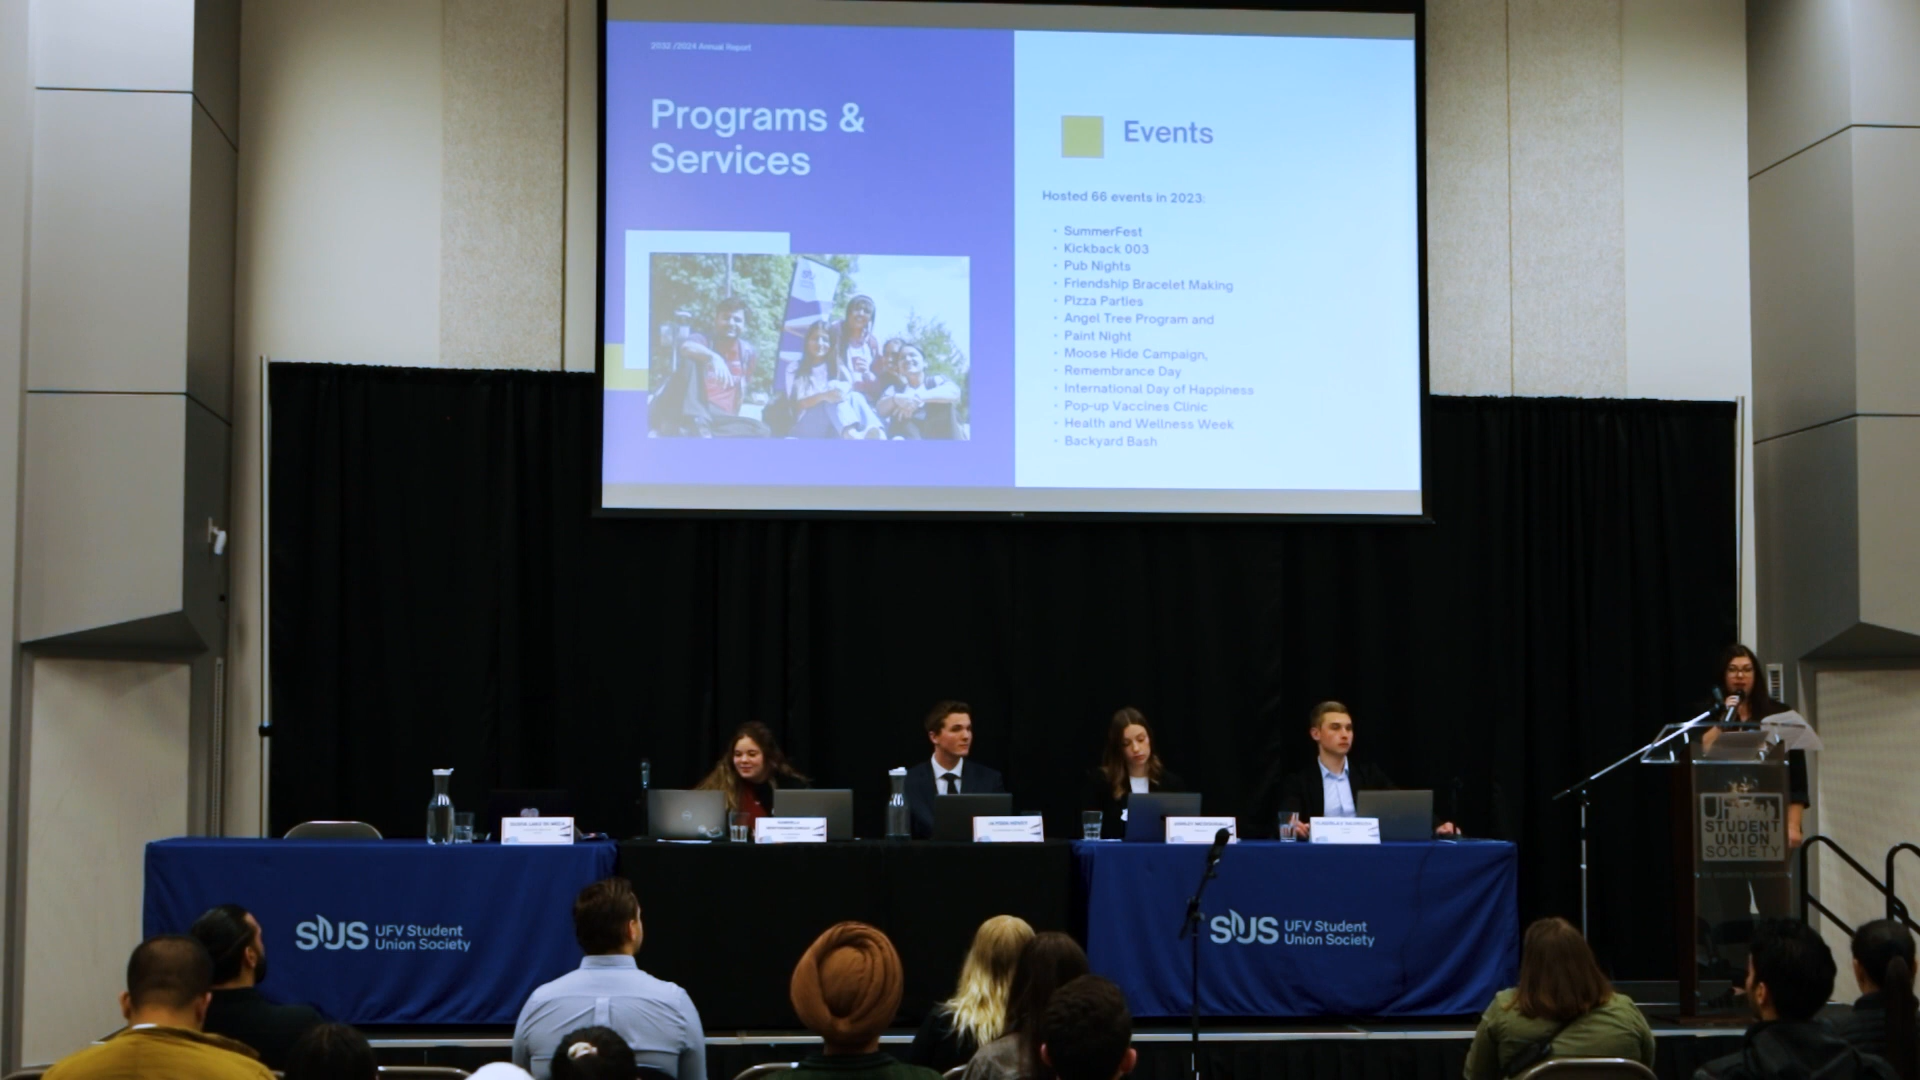 2032 /2024 Annual Report
Programs &
Services
Events
Hosted 66 events in 2023:
• SummerFest
• Kickback 003
• Pub Nights
• Friendship Bracelet Making
• Pizza Parties
• Angel Tree Program and
• Paint Night
• Moose Hide Campaign,
• Remembrance Day
• International Day of Happiness
• Pop-up Vaccines Clinic
• Health and Wellness Week
• Backyard Bash
SUS UFV Student
Union Society
SUS UFV Student
Union Society
UFV
STUDENT
UNION
SOCIETY